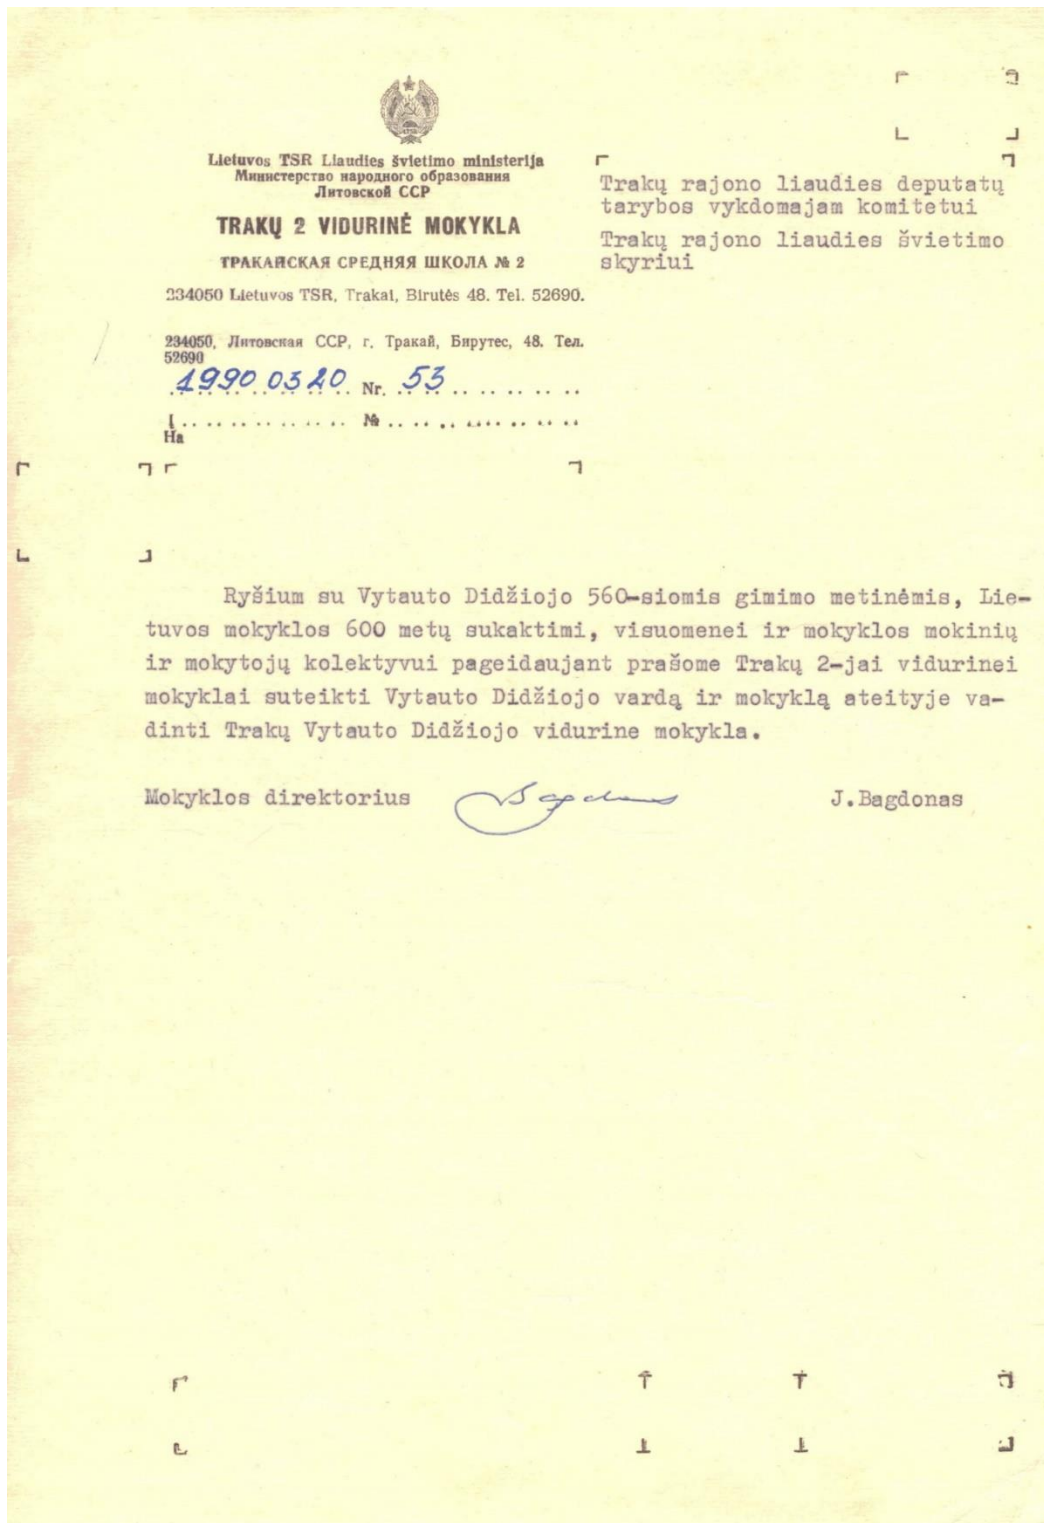 Lietuvos TSR Liaudies švietimo ministerija
Министерство народного образования
Литовской ССР
TRAKŲ 2 VIDURINĖ MOKYKLA
ТРАКАЙСКАЯ СРЕДНЯЯ ШКОЛА № 2
234050 Lietuvos TSR, Trakai, Birutės 48. Tel. 52690.
234050, Литовская ССР, г. Тракай, Бирутес, 48. Тел.
52690
1990 03 20 Nr. 53
Į № 
На
Trakų rajono liaudies deputatų
tarybos vykdomajam komitetui
Trakų rajono liaudies švietimo
skyriui
Ryšium su Vytauto Didžiojo 560-siomis gimimo metinėmis, Lie-
tuvos mokyklos 600 metų sukaktimi, visuomenei ir mokyklos mokinių
ir mokytojų kolektyvui pageidaujant prašome Trakų 2-jai vidurinei
mokyklai suteikti Vytauto Didžiojo vardą ir mokyklą ateityje va-
dinti Trakų Vytauto Didžiojo vidurine mokykla.
Mokyklos direktorius Bagdonas J.Bagdonas